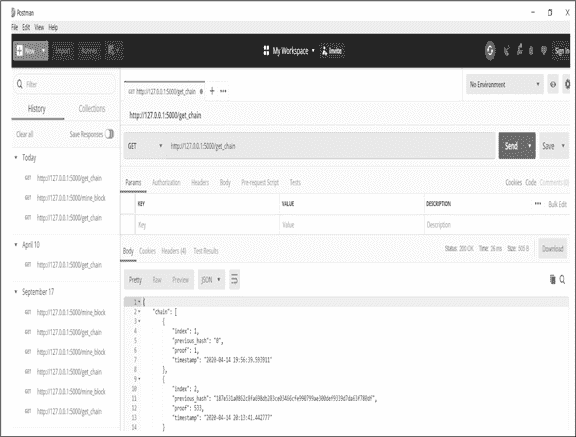 Postman
File Edit View Help
New Import Runner
My Workspace Invite
Sign In
Filter
History Collections
Clear all Save Responses
Today
GET http://127.0.0.1:5000/get_chain
GET http://127.0.0.1:5000/mine_block
GET http://127.0.0.1:5000/get_chain
April 10
GET http://127.0.0.1:5000/get_chain
September 17
GET http://127.0.0.1:5000/get_chain
GET http://127.0.0.1:5000/mine_block
GET http://127.0.0.1:5000/mine_block
GET http://127.0.0.1:5000/get_chain
GET http://127.0.0.1:5000/mine_block
GET http://127.0.0.1:5000/get_chain
GET http://127.0.0.1:5000/get_chain
No Environment
http://127.0.0.1:5000/get_chain
GET http://127.0.0.1:5000/get_chain Send Save
Params Authorization Headers Body Pre-request Script Tests Cookies Code Comments (0)
KEY VALUE DESCRIPTION Bulk Edit
Key Value Description
Body Cookies Headers (4) Test Results Status: 200 OK Time: 26 ms Size: 505 B Download
Pretty Raw Preview JSON
1 {
2 "chain": [
3 {
4 "index": 1,
5 "previous_hash": "0",
6 "proof": 1,
7 "timestamp": "2020-04-14 19:56:39.593911"
8 },
9 {
10 "index": 2,
11 "previous_hash":
12 "proof": 533,
13 "timestamp": "2020-04-14 20:13:41.442777"
14 }